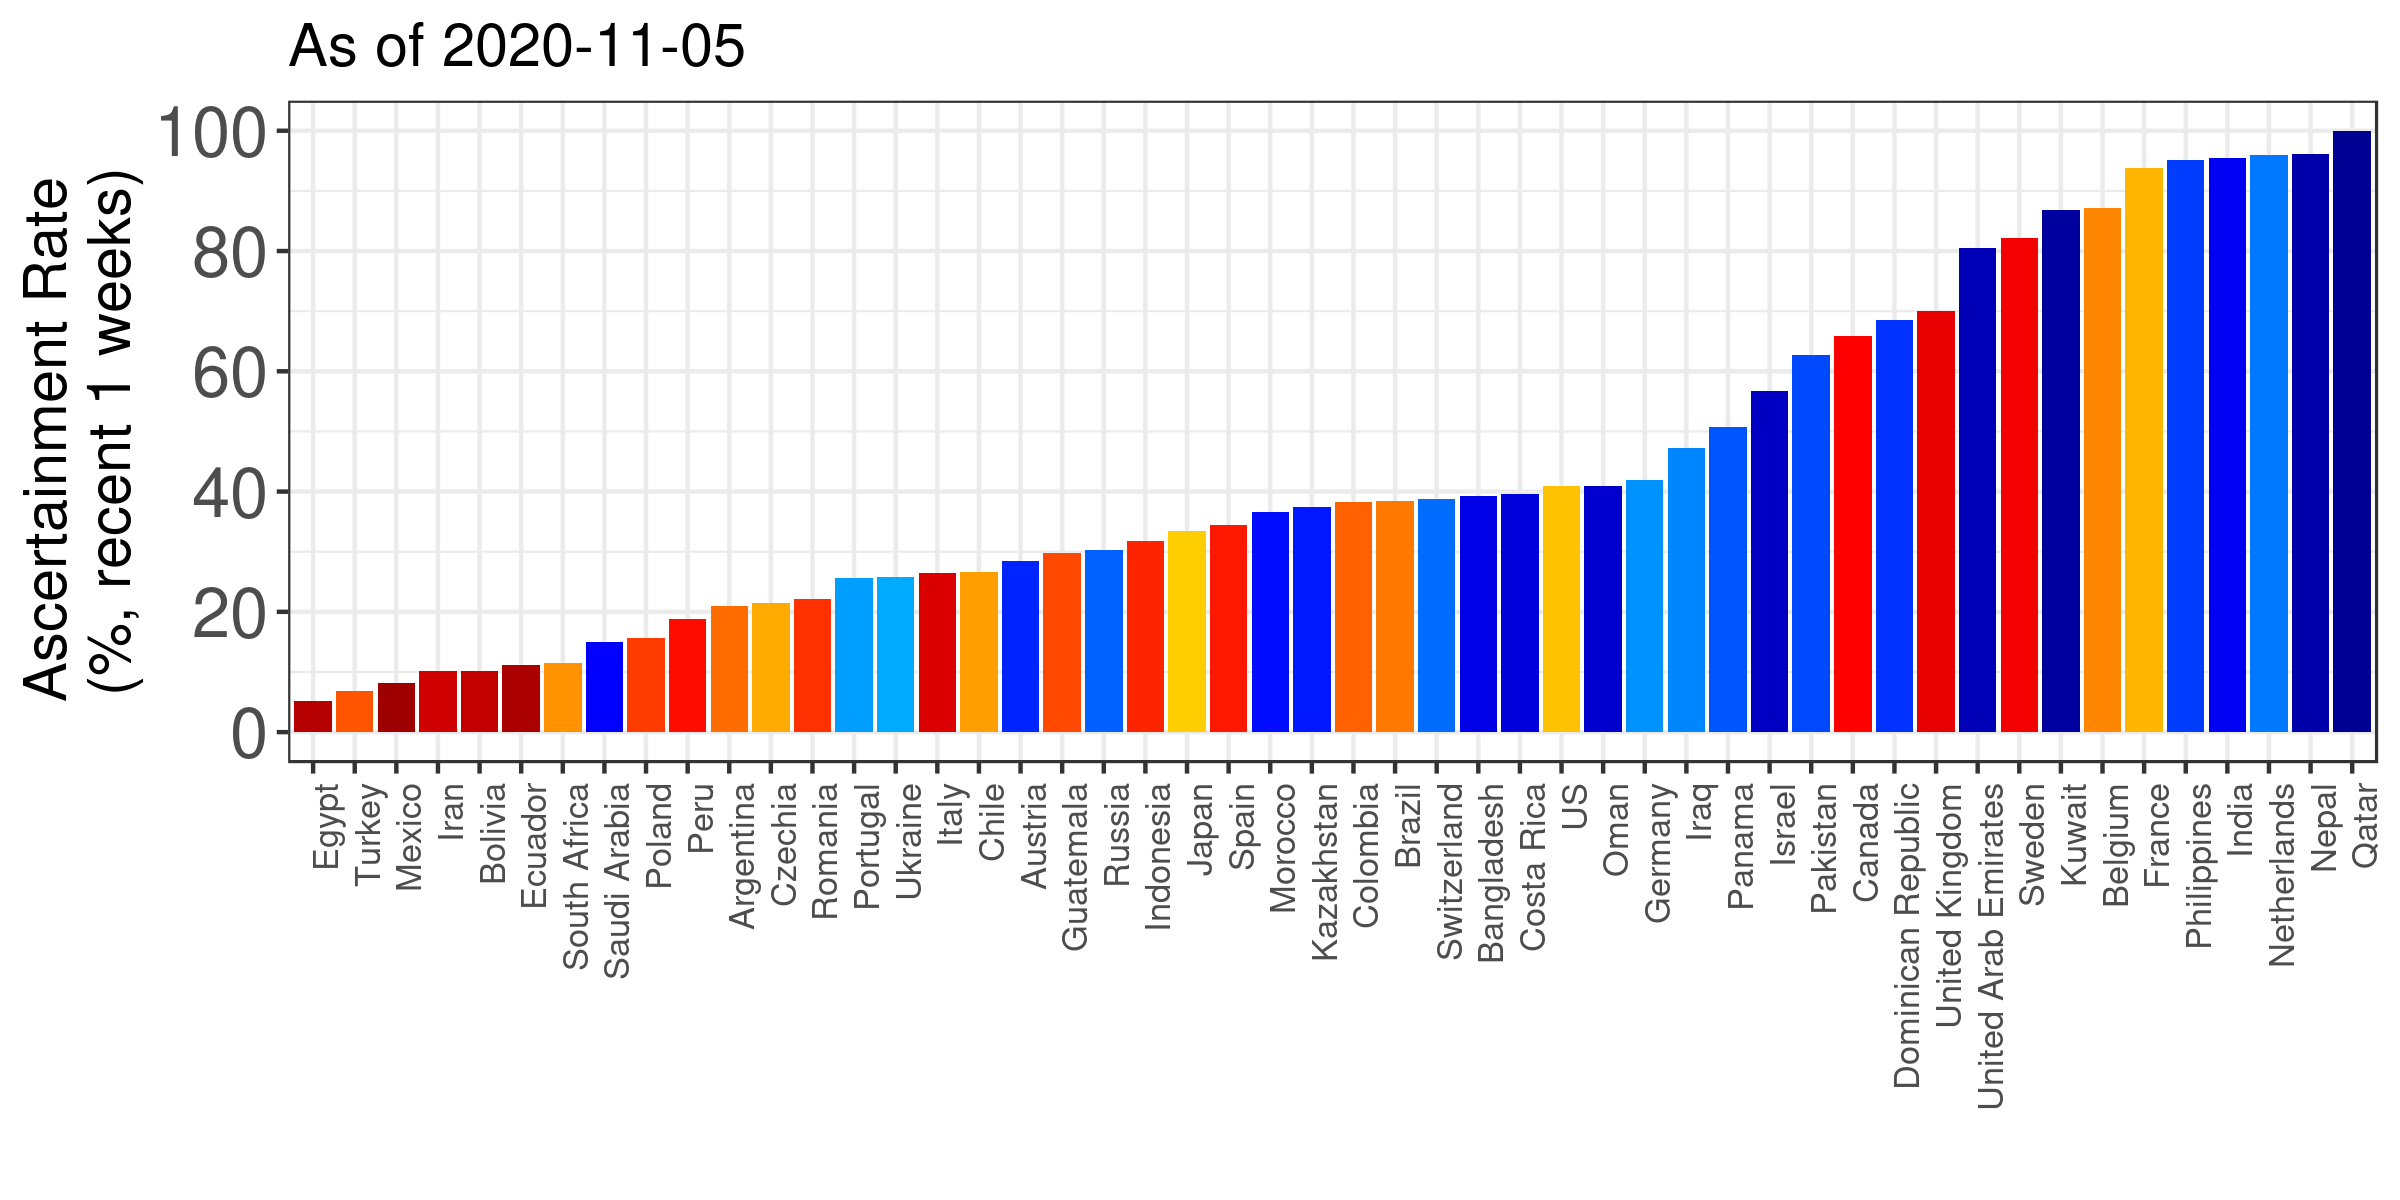 As of 2020-11-05
Ascertainment Rate
(%, recent 1 weeks)
100
80
60
40
20
0
Egypt
Turkey
Mexico
Iran
Bolivia
Ecuador
South Africa
Saudi Arabia
Poland
Peru
Argentina
Czechia
Romania
Portugal
Ukraine
Italy
Chile
Austria
Guatemala
Russia
Indonesia
Japan
Spain
Morocco
Kazakhstan
Colombia
Brazil
Switzerland
Bangladesh
Costa Rica
US
Oman
Germany
Iraq
Panama
Israel
Pakistan
Canada
Dominican Republic
United Kingdom
United Arab Emirates
Sweden
Kuwait
Belgium
France
Philippines
India
Netherlands
Nepal
Qatar